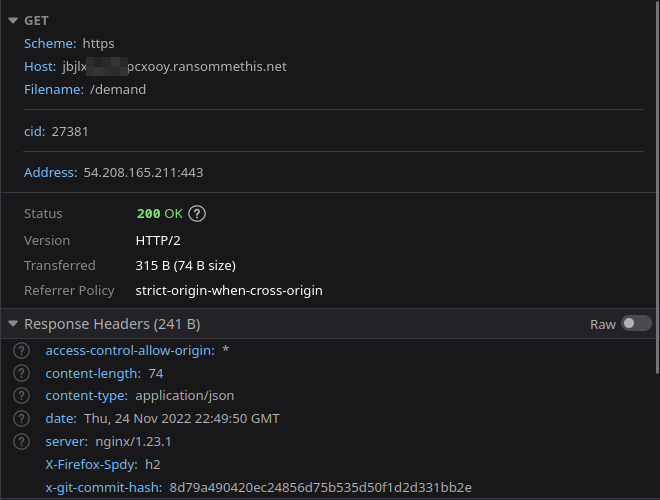 GET
Scheme: https
Host: jbjlx pcxooy.ransommethis.net
Filename: /demand
cid: 27381
Address: 54.208.165.211:443
Status 200 OK ?
Version HTTP/2
Transferred 315 B (74 B size)
Referrer Policy strict-origin-when-cross-origin
Response Headers (241 B) Raw
? access-control-allow-origin: *
? content-length: 74
? content-type: application/json
? date: Thu, 24 Nov 2022 22:49:50 GMT
? server: nginx/1.23.1
X-Firefox-Spdy: h2
x-git-commit-hash: 8d79a490420ec24856d75b535d50f1d2d331bb2e